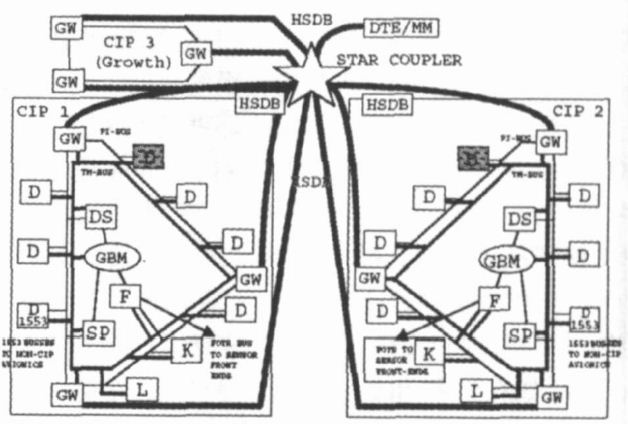 HSDB
DTE/MM
GW
CIP 3
(Growth)
GW
STAR COUPLER
GW
HSDB
HSDB
CIP 1
CIP 2
GW
PI-BUS
PI-BUS
GW
D
TM-BUS
TM-BUS
D
D
D
D
DS
DS
D
D
D
D
GBM
GBM
D
GW
GW
F
F
D
D
D
1553
D
1553
SP
SP
1553 BUSSES
TO NON-CIP
AVIONICS
K
FOTR BUS
TO SENSOR
FRONT
ENDS
TO
SENSOR
FRONT-ENDS
K
1553 BUSSES
TO NON-CIP
AVIONICS
GW
L
L
GW